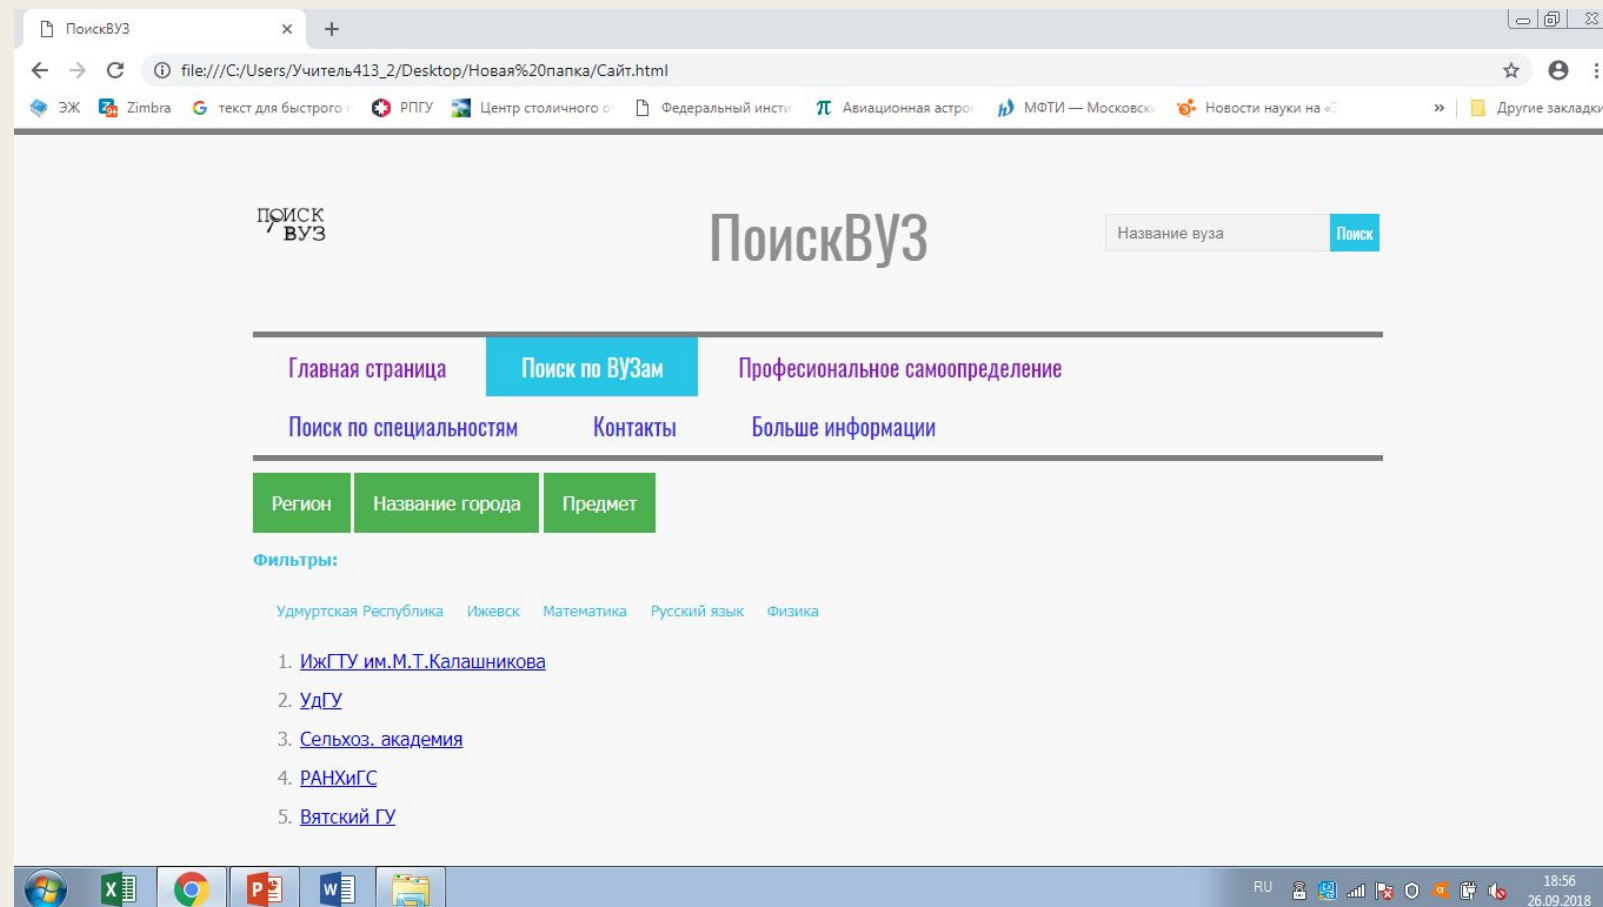 ПоискВУЗ
file:///C:/Users/Учитель413_2/Desktop/Новая%20папка/Сайт.html
ЭЖ Zimbra текст для быстрого РПГУ Центр столичного Федеральный Авиационная МФТИ — Новости науки на Другие закладки
ПОИСК
ВУЗ
ПоискВУЗ
Название вуза Поиск
Главная страница Поиск по ВУЗам Професиональное самоопределение
Поиск по специальностям Контакты Больше информации
Регион Название города Предмет
Фильтры:
Удмуртская Республика Ижевск Математика Русский язык Физика
1. ИжГТУ им.М.Т.Калашникова
2. УдГУ
3. Сельхоз. академия
4. РАНХиГС
5. Вятский ГУ
RU 18:56
26.09.2018